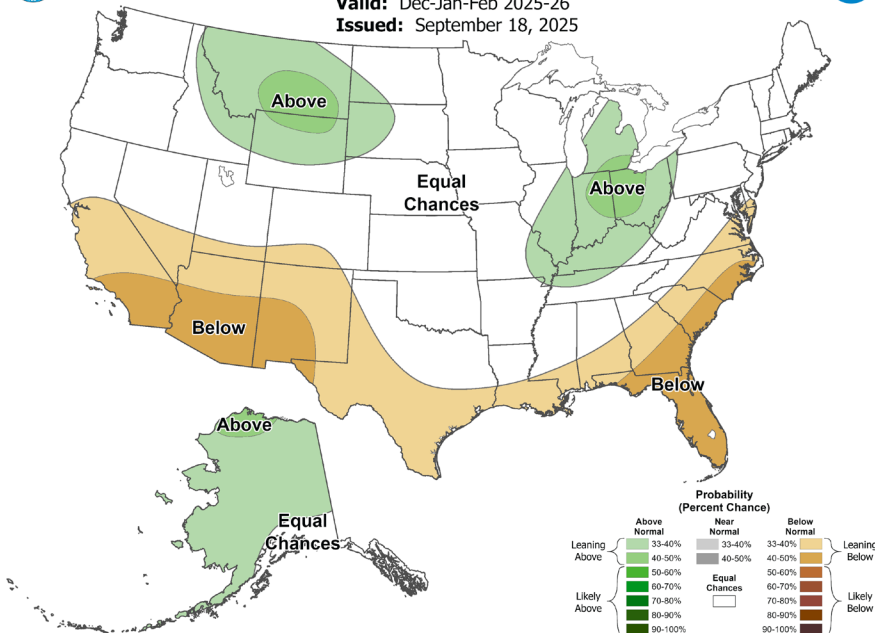 Valid: Dec-Jan-Feb 2025-26
Issued: September 18, 2025
Above
Equal
Chances
Above
Below
Below
Above
Equal
Chances
Probability
(Percent Chance)
Above
Normal
Near
Normal
Below
Normal
Leaning
Above
33-40%
40-50%
50-60%
60-70%
70-80%
80-90%
90-100%
Likely
Above
33-40%
40-50%
Equal
Chances
33-40%
40-50%
50-60%
60-70%
70-80%
80-90%
90-100%
Leaning
Below
Likely
Below